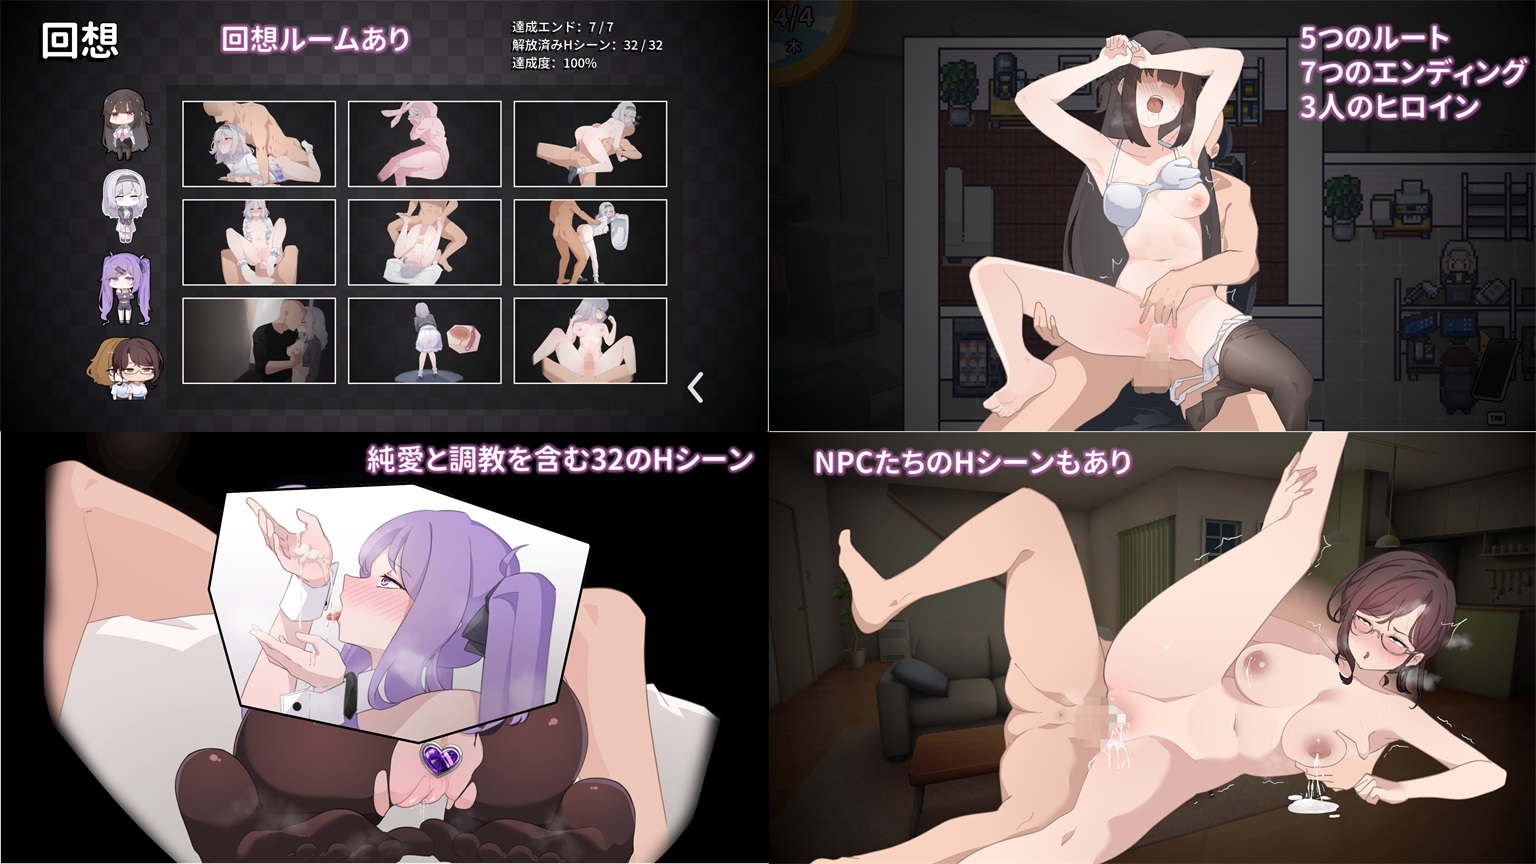 回想
回想ルームあり
達成エンド：7 / 7
解放済みHシーン：32 / 32
達成度：100%
4/4
木
5つのルート
7つのエンディング
3人のヒロイン
TAB
純愛と調教を含む32のHシーン
NPCたちのHシーンもあり